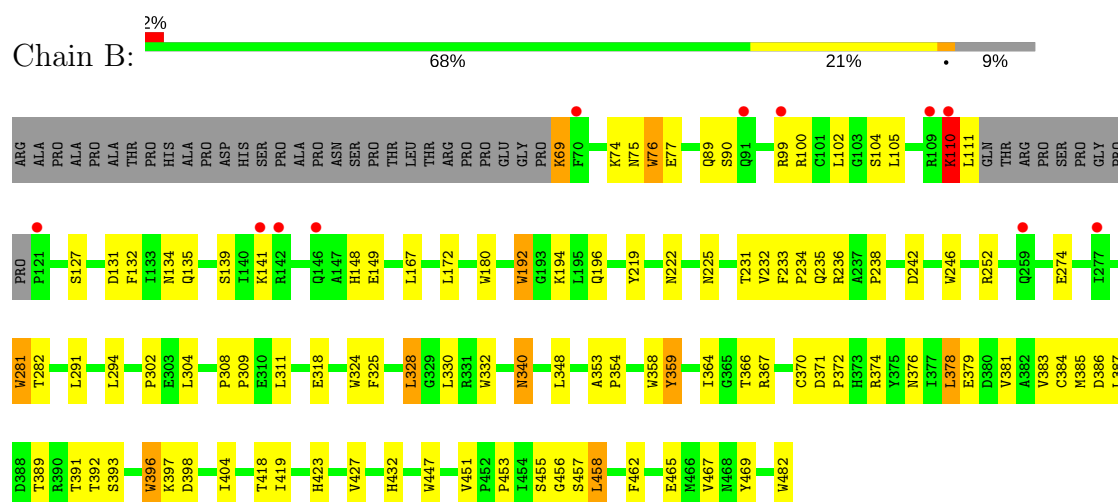 2%
Chain B:
68% 21% • 9%
ARG ALA PRO ALA PRO ALA THR PRO HIS ALA PRO ASP HIS SER PRO ALA PRO ASN SER PRO THR LEU THR ARG PRO PRO GLU GLY PRO K69 F70 K74 N75 W76 E77 Q89 S90 Q91 R99 R100 C101 L102 G103 S104 L105 R109 K110 L111 GLN THR ARG PRO SER PRO GLY PRO
PRO P121 S127 D131 F132 I133 N134 Q135 S139 I140 K141 R142 Q146 A147 H148 E149 L167 L172 W180 W192 G193 K194 L195 Q196 Y219 N222 N225 T231 V232 F233 P234 Q235 R236 A237 P238 D242 W246 R252 Q259 E274 I277
W281 T282 L291 L294 P302 E303 L304 P308 P309 E310 L311 E318 W324 F325 L328 G329 L330 R331 W332 N340 L348 A353 P354 W358 Y359 I364 G365 T366 R367 C370 D371 P372 H373 R374 Y375 N376 I377 L378 E379 D380 V381 A382 V383 C384 M385 D386 L387
D388 T389 R390 T391 T392 S393 W396 K397 D398 I404 T418 I419 H423 V427 H432 W447 V451 P452 P453 I454 S455 G456 S457 L458 F462 E465 M466 V467 N468 Y469 W482